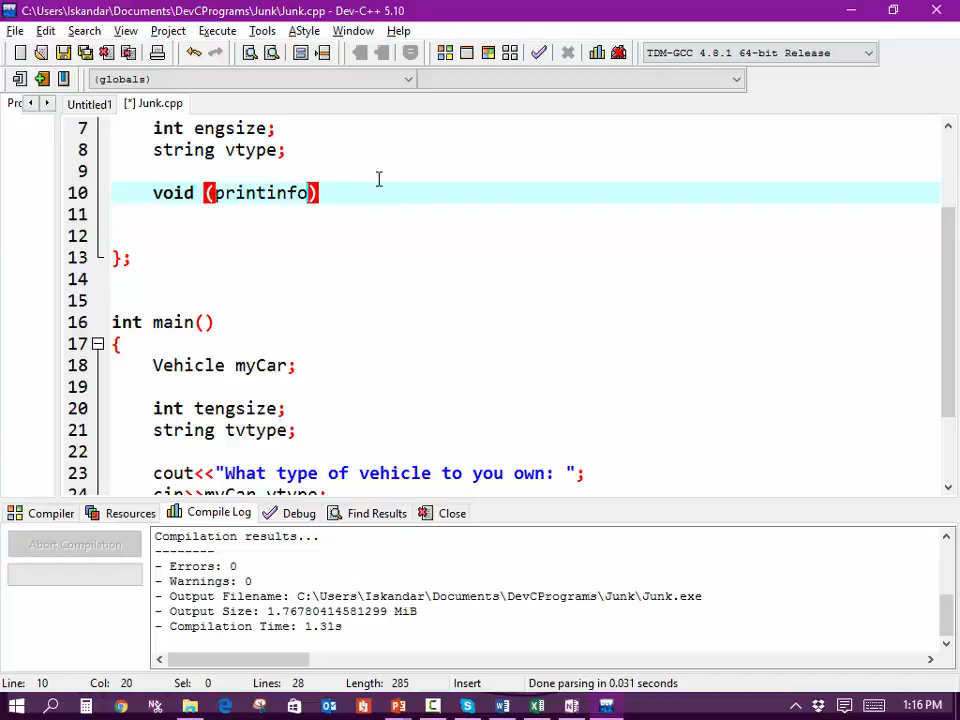 C:\Users\Iskandar\Documents\DevCPrograms\Junk\Junk.cpp - Dev-C++ 5.10
File Edit Search View Project Execute Tools AStyle Window Help
TDM-GCC 4.8.1 64-bit Release
(globals)
Prc Untitled1 [*] Junk.cpp
7 int engsize;
8 string vtype;
9
10 void (printinfo)
11
12
13 };
14
15
16 int main()
17 {
18 Vehicle myCar;
19
20 int tengsize;
21 string tvtype;
22
23 cout<<"What type of vehicle to you own: ";
24 cin>>myCar.vtype;
Compiler Resources Compile Log Debug Find Results Close
Abort Compilation
Compilation results...
--------
- Errors: 0
- Warnings: 0
- Output Filename: C:\Users\Iskandar\Documents\DevCPrograms\Junk\Junk.exe
- Output Size: 1.76780414581299 MiB
- Compilation Time: 1.31s
Line: 10 Col: 20 Sel: 0 Lines: 28 Length: 285 Insert Done parsing in 0.031 seconds
1:16 PM